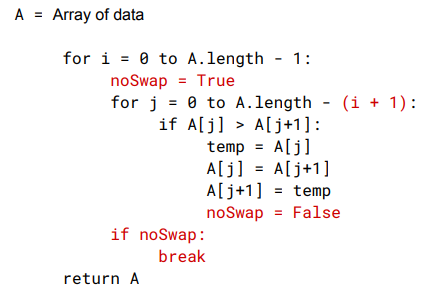 A = Array of data
for i = 0 to A.length - 1:
noSwap = True
for j = 0 to A.length - (i + 1):
if A[j] > A[j+1]:
temp = A[j]
A[j] = A[j+1]
A[j+1] = temp
noSwap = False
if noSwap:
break
return A